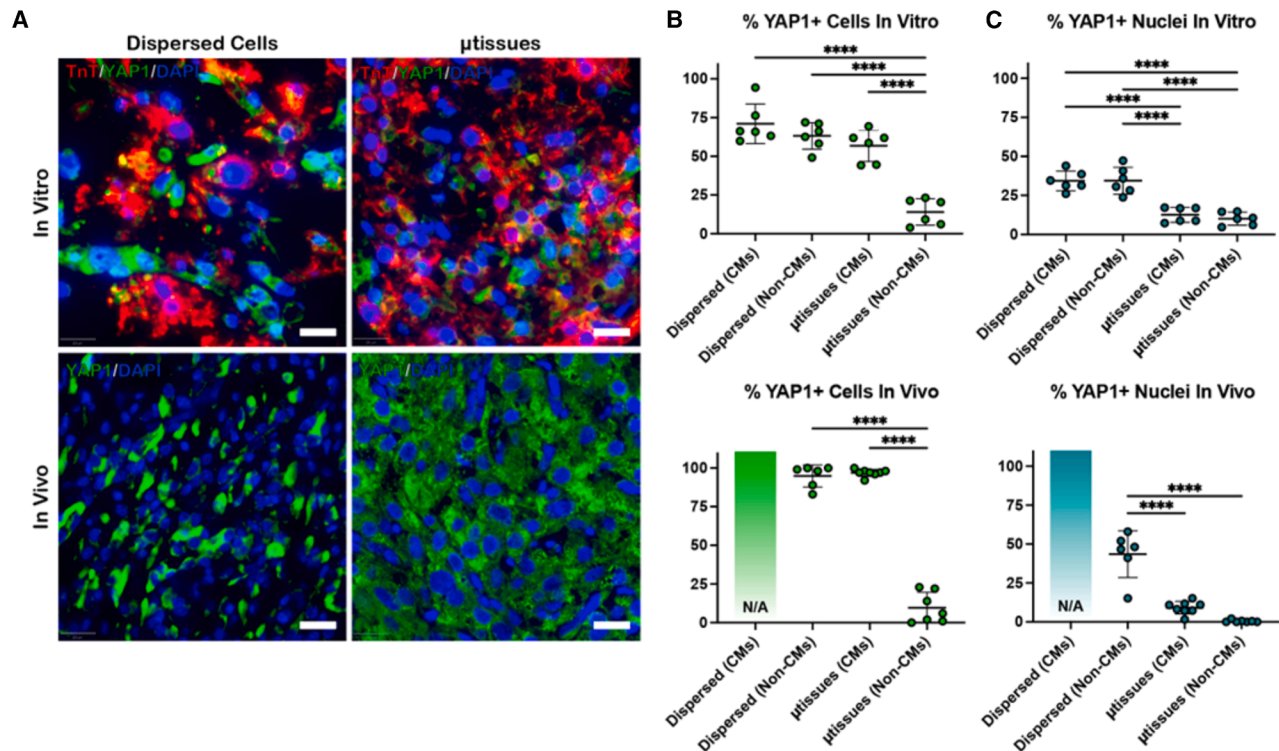 A
Dispersed Cells
µtissues
In Vitro
TnT/YAP1/DAPI
TnT/YAP1/DAPI
In Vivo
YAP1/DAPI
YAP1/DAPI
B
% YAP1+ Cells In Vitro
****
****
****
100
75
50
25
0
Dispersed (CMs)
Dispersed (Non-CMs)
µtissues (CMs)
µtissues (Non-CMs)
% YAP1+ Cells In Vivo
****
****
100
75
50
25
0
N/A
Dispersed (CMs)
Dispersed (Non-CMs)
µtissues (CMs)
µtissues (Non-CMs)
C
% YAP1+ Nuclei In Vitro
****
****
****
****
100
75
50
25
0
Dispersed (CMs)
Dispersed (Non-CMs)
µtissues (CMs)
µtissues (Non-CMs)
% YAP1+ Nuclei In Vivo
****
****
100
75
50
25
0
N/A
Dispersed (CMs)
Dispersed (Non-CMs)
µtissues (CMs)
µtissues (Non-CMs)